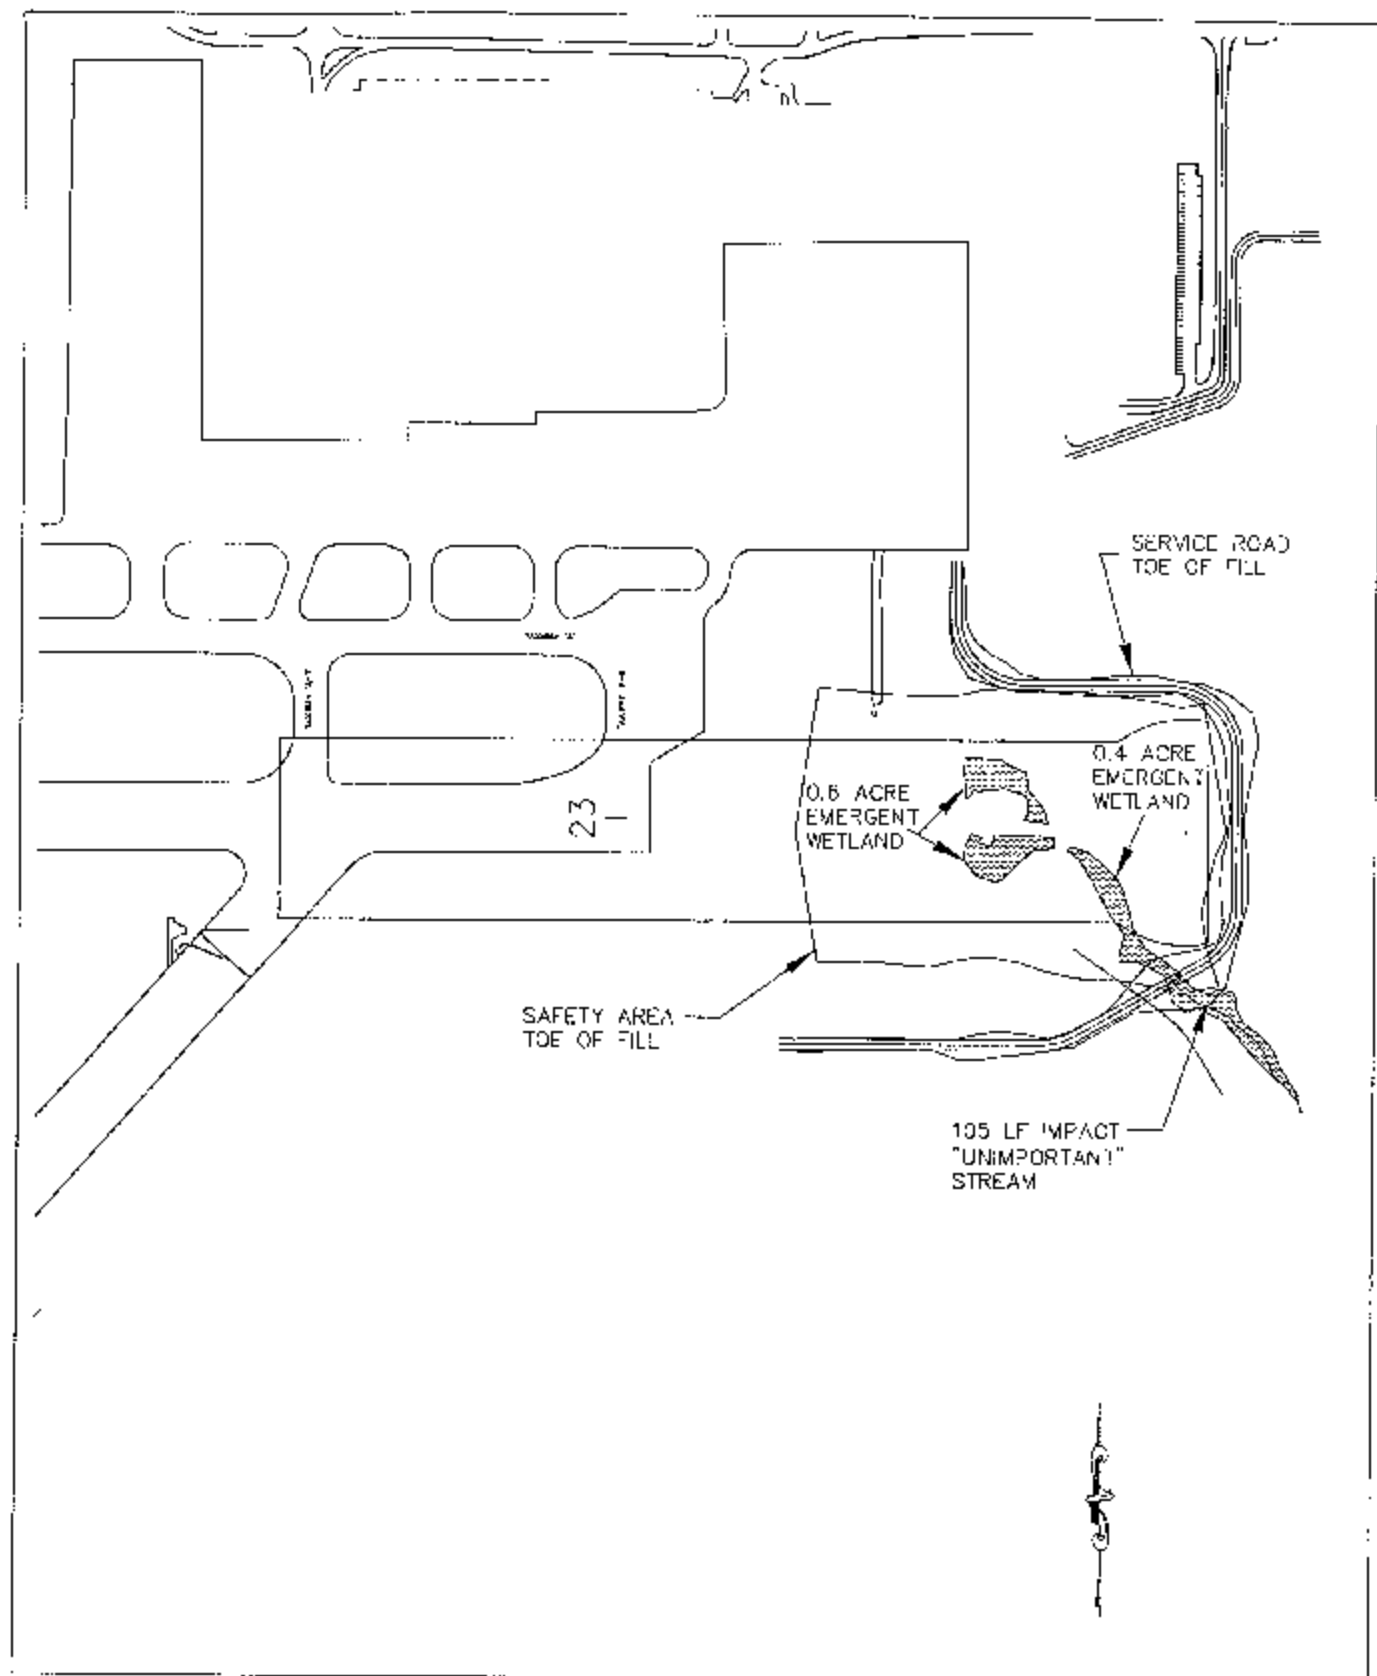 SERVICE ROAD
TOE OF FILL
0.4 ACRE
EMERGENT
WETLAND
0.6 ACRE
EMERGENT
WETLAND
23
SAFETY AREA
TOE OF FILL
105 LF IMPACT
"UNIMPORTANT"
STREAM